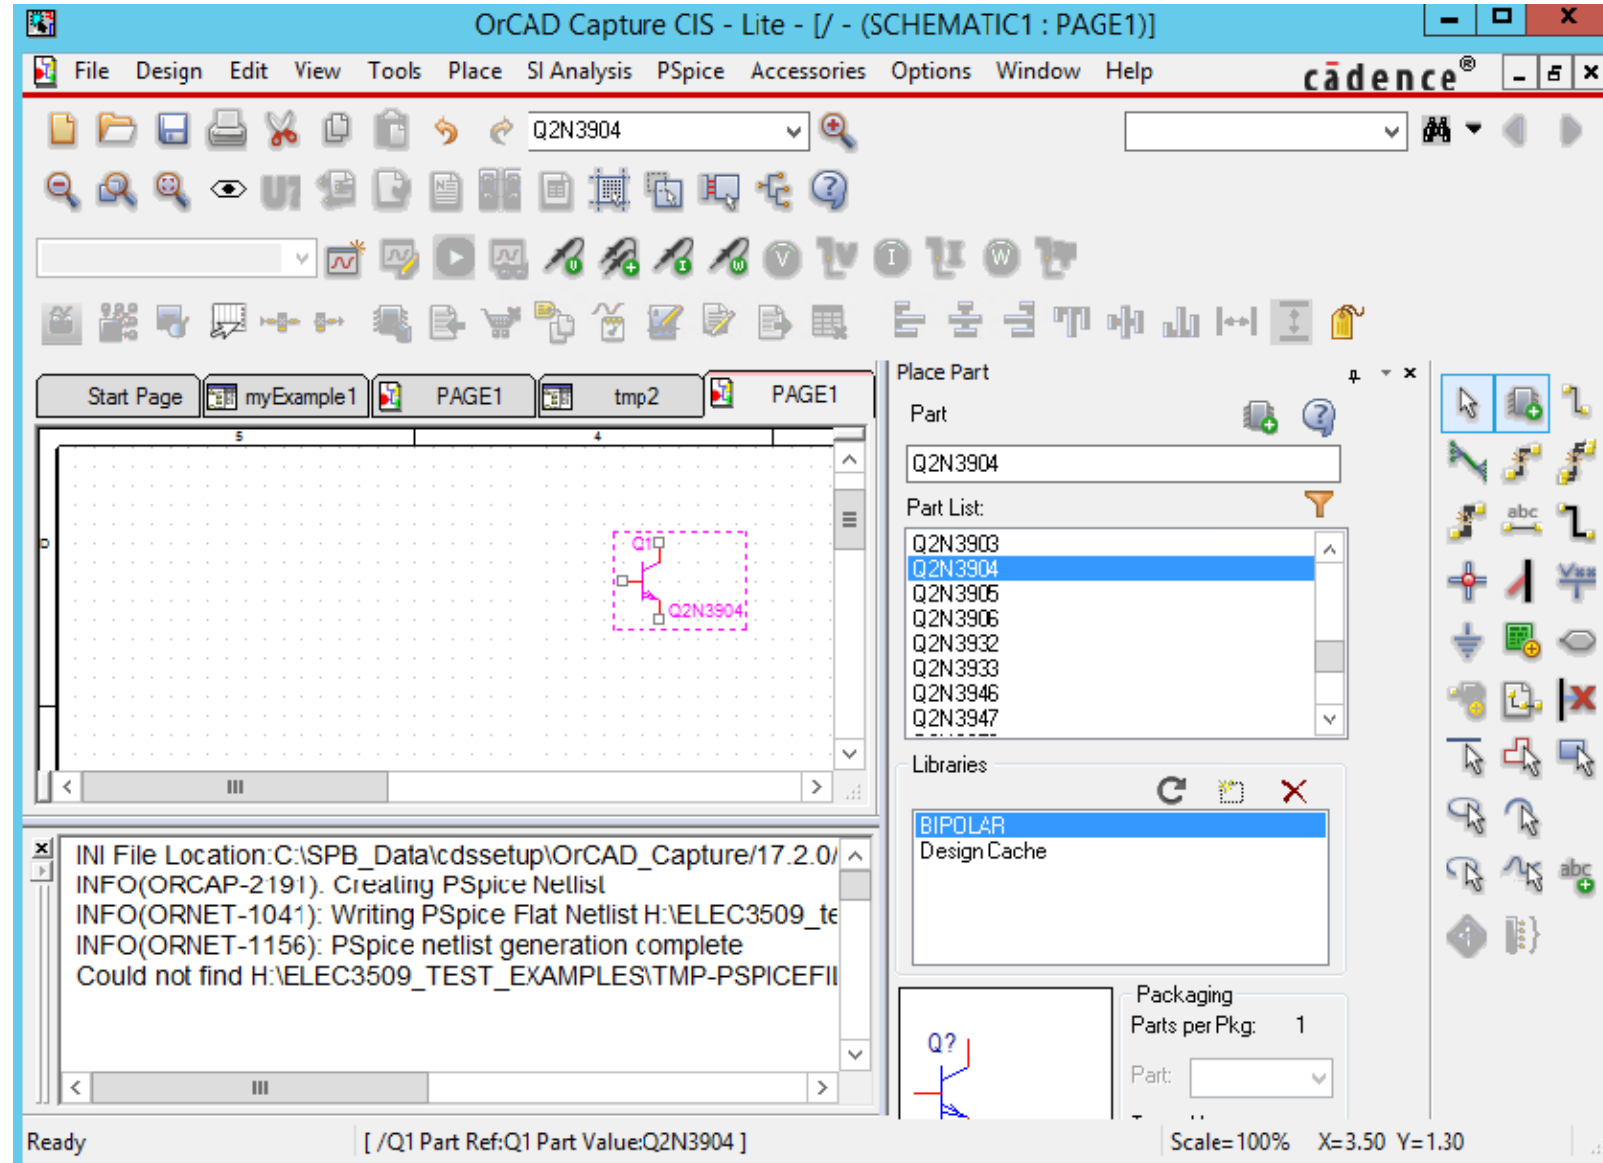 OrCAD Capture CIS - Lite - [/ - (SCHEMATIC1 : PAGE1)]
File Design Edit View Tools Place SI Analysis PSpice Accessories Options Window Help
cādence®
Q2N3904
U?
V I W
Start Page myExample1 PAGE1 tmp2 PAGE1
Place Part
Part
Q2N3904
Part List:
Q2N3903
Q2N3904
Q2N3905
Q2N3906
Q2N3932
Q2N3933
Q2N3946
Q2N3947
5 4
D
Q1
Q2N3904
abc
abc
Libraries
BIPOLAR
Design Cache
INI File Location:C:\SPB_Data\cdssetup\OrCAD_Capture/17.2.0/
INFO(ORCAP-2191): Creating PSpice Netlist
INFO(ORNET-1041): Writing PSpice Flat Netlist H:\ELEC3509_te
INFO(ORNET-1156): PSpice netlist generation complete
Could not find H:\ELEC3509_TEST_EXAMPLES\TMP-PSPICEFIL
Q?
Packaging
Parts per Pkg: 1
Part:
Ready [ /Q1 Part Ref:Q1 Part Value:Q2N3904 ] Scale=100% X=3.50 Y=1.30